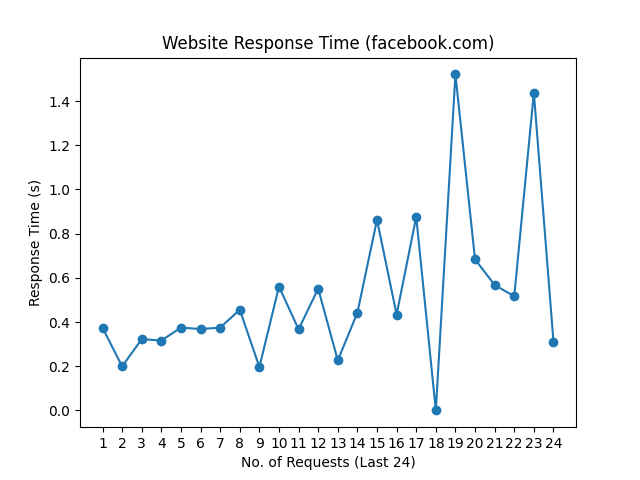 Website Response Time (facebook.com)
Response Time (s)
1.4
1.2
1.0
0.8
0.6
0.4
0.2
0.0
1 2 3 4 5 6 7 8 9 10 11 12 13 14 15 16 17 18 19 20 21 22 23 24
No. of Requests (Last 24)